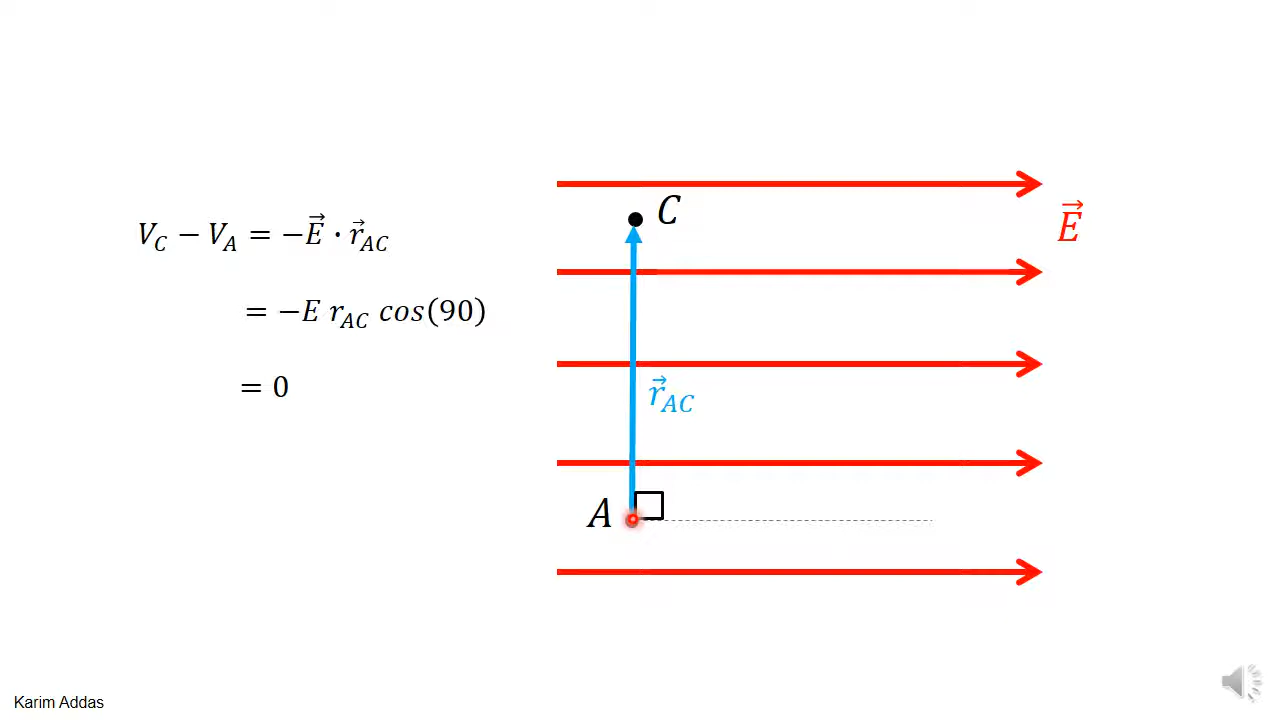 V_C − V_A = −E⃗ · r⃗_AC
= −E r_AC cos(90)
= 0
C
E⃗
r⃗_AC
A
Karim Addas